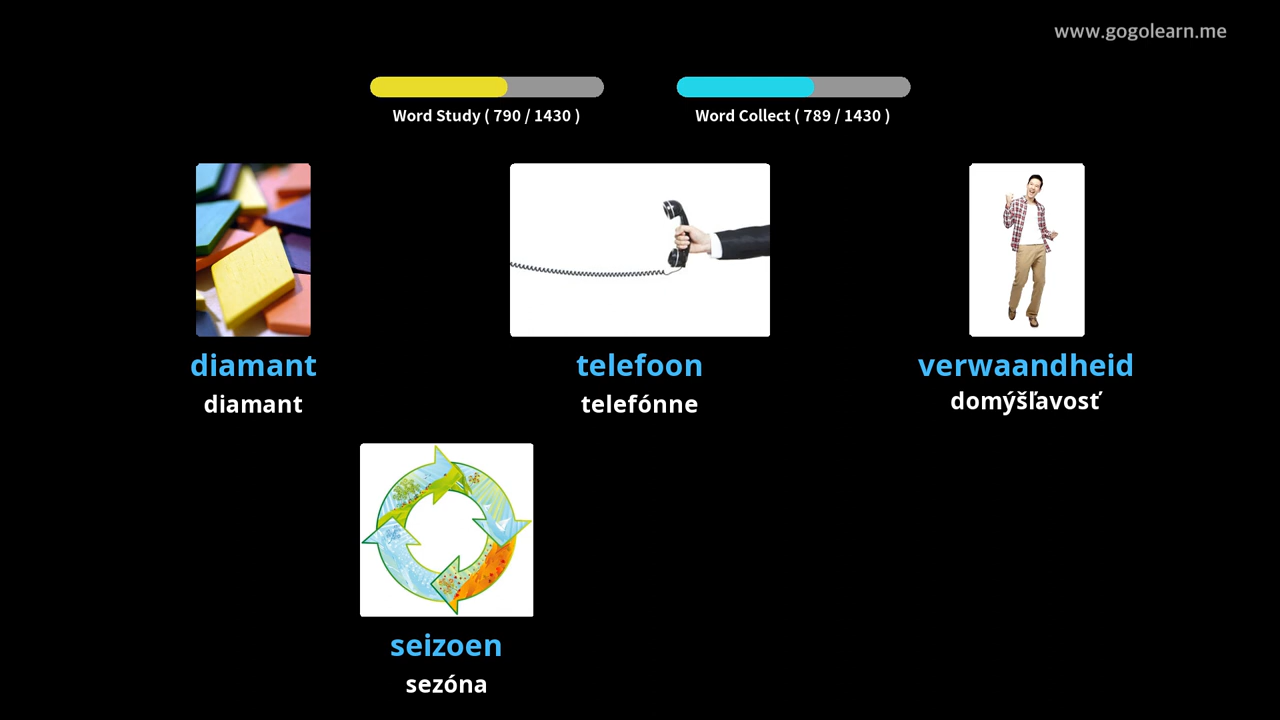 www.gogolearn.me
Word Study ( 790 / 1430 )
Word Collect ( 789 / 1430 )
diamant
diamant
telefoon
telefónne
verwaandheid
domýšľavosť
seizoen
sezóna